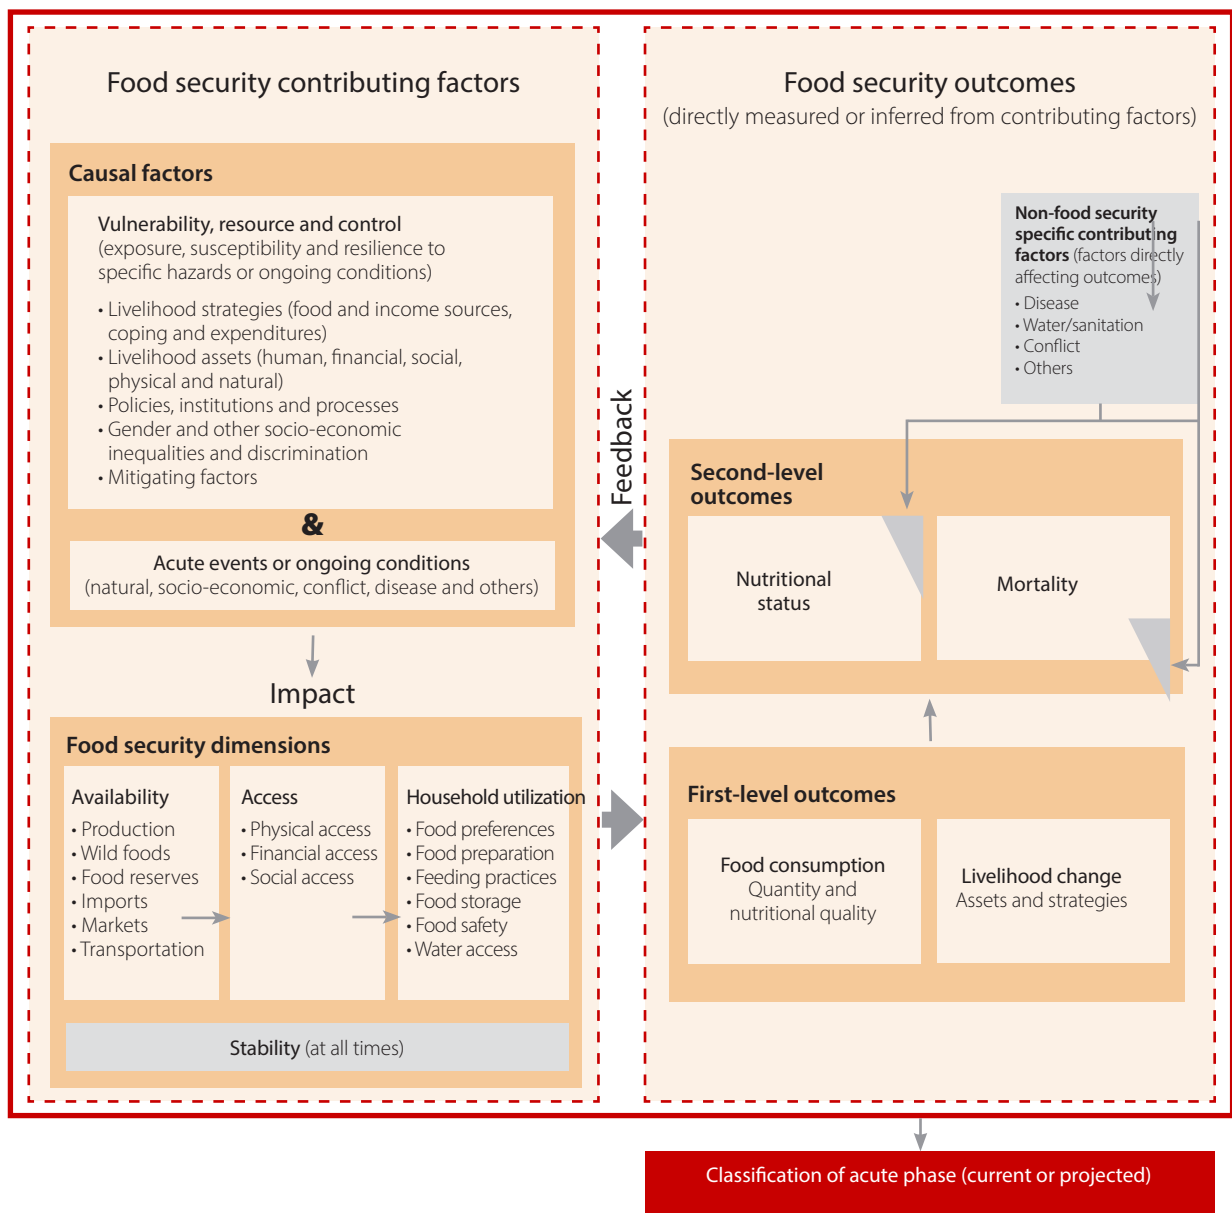 Food security contributing factors
Causal factors
Vulnerability, resource and control
(exposure, susceptibility and resilience to
specific hazards or ongoing conditions)
• Livelihood strategies (food and income sources,
coping and expenditures)
• Livelihood assets (human, financial, social,
physical and natural)
• Policies, institutions and processes
• Gender and other socio-economic
inequalities and discrimination
• Mitigating factors
&
Acute events or ongoing conditions
(natural, socio-economic, conflict, disease and others)
Impact
Food security dimensions
Availability
• Production
• Wild foods
• Food reserves
• Imports
• Markets
• Transportation
Access
• Physical access
• Financial access
• Social access
Household utilization
• Food preferences
• Food preparation
• Feeding practices
• Food storage
• Food safety
• Water access
Stability (at all times)
Feedback
Food security outcomes
(directly measured or inferred from contributing factors)
Non-food security
specific contributing
factors (factors directly
affecting outcomes)
• Disease
• Water/sanitation
• Conflict
• Others
Second-level
outcomes
Nutritional
status
Mortality
First-level outcomes
Food consumption
Quantity and
nutritional quality
Livelihood change
Assets and strategies
Classification of acute phase (current or projected)